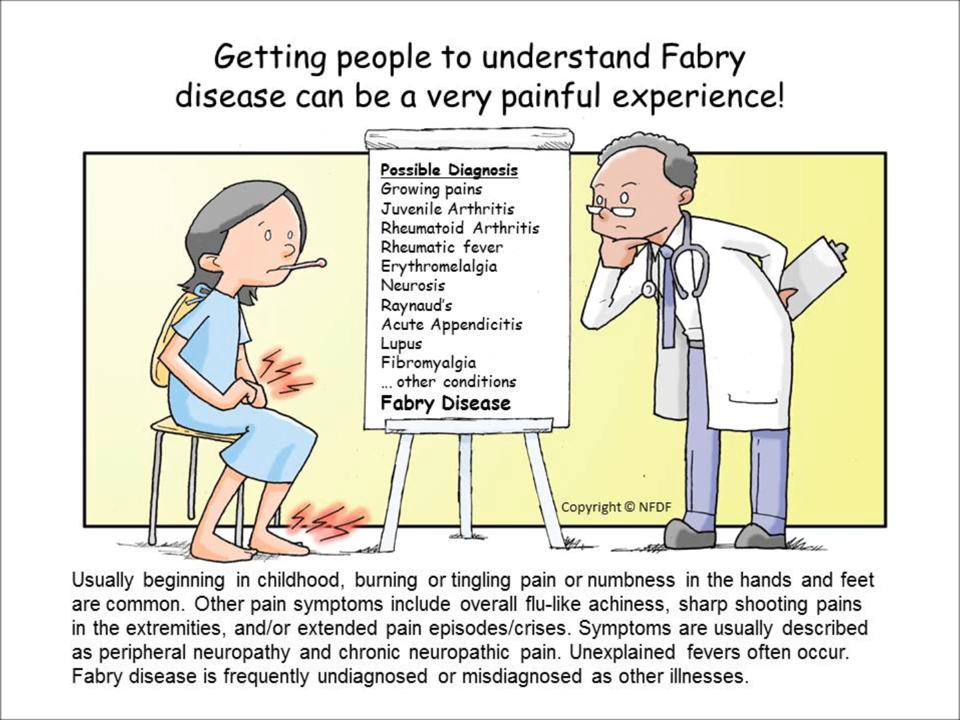 Getting people to understand Fabry
disease can be a very painful experience!
Possible Diagnosis
Growing pains
Juvenile Arthritis
Rheumatoid Arthritis
Rheumatic fever
Erythromelalgia
Neurosis
Raynaud's
Acute Appendicitis
Lupus
Fibromyalgia
... other conditions
Fabry Disease
Copyright © NFDF
Usually beginning in childhood, burning or tingling pain or numbness in the hands and feet
are common. Other pain symptoms include overall flu-like achiness, sharp shooting pains
in the extremities, and/or extended pain episodes/crises. Symptoms are usually described
as peripheral neuropathy and chronic neuropathic pain. Unexplained fevers often occur.
Fabry disease is frequently undiagnosed or misdiagnosed as other illnesses.